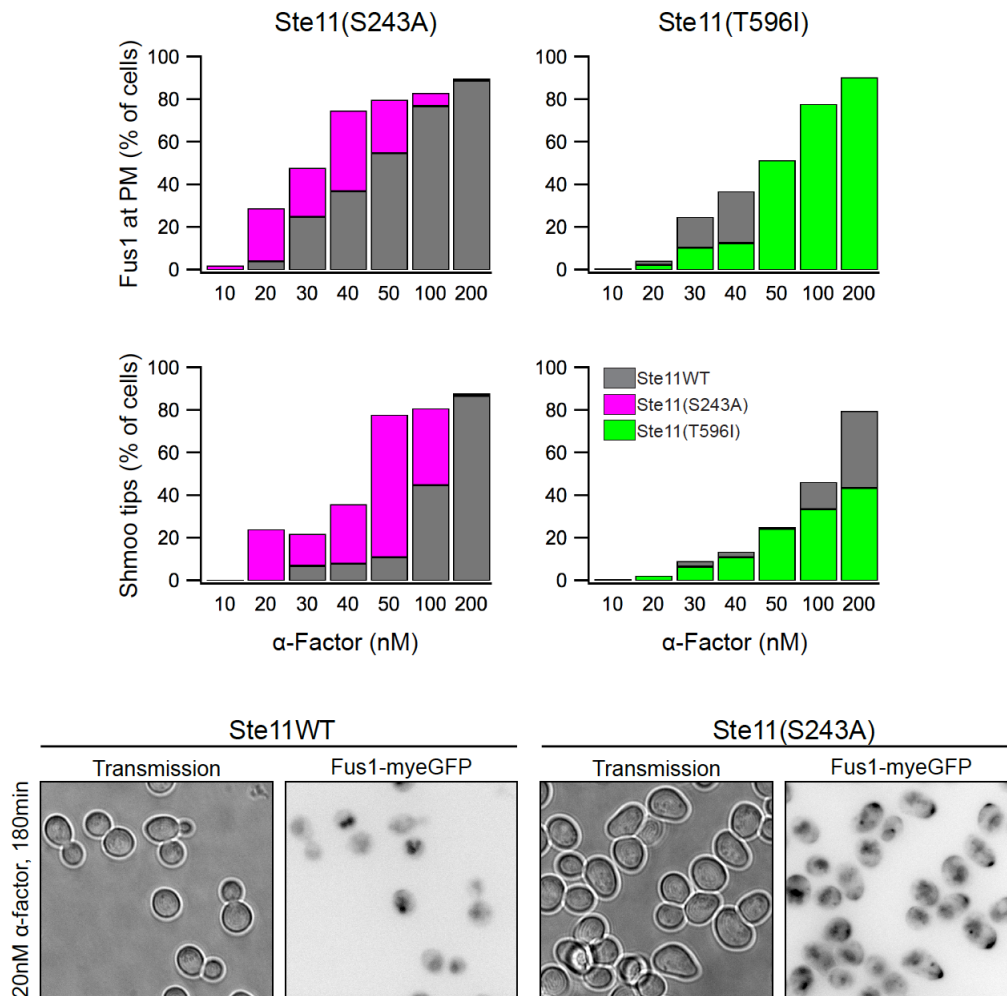 Ste11(S243A)
Ste11(T596I)
Fus1 at PM (% of cells)
100
80
60
40
20
0
10 20 30 40 50 100 200
100
80
60
40
20
0
10 20 30 40 50 100 200
Shmoo tips (% of cells)
100
80
60
40
20
0
10 20 30 40 50 100 200
α-Factor (nM)
100
80
60
40
20
0
Ste11WT
Ste11(S243A)
Ste11(T596I)
10 20 30 40 50 100 200
α-Factor (nM)
Ste11WT
Ste11(S243A)
Transmission
Fus1-myeGFP
Transmission
Fus1-myeGFP
20nM α-factor, 180min